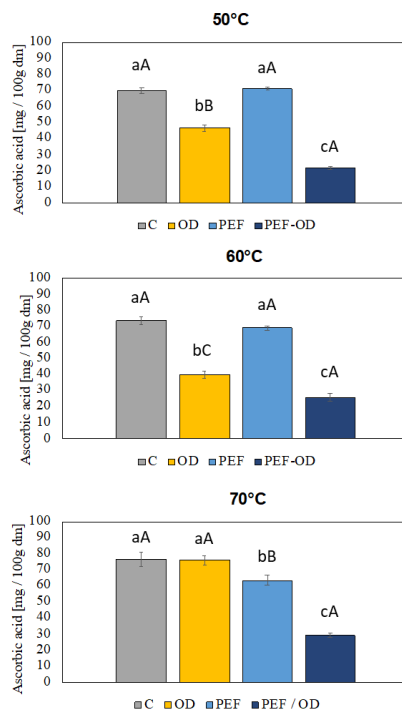 50°C
Ascorbic acid [mg / 100g dm]
100
90
80
70
60
50
40
30
20
10
0
aA
bB
aA
cA
C OD PEF PEF-OD
60°C
Ascorbic acid [mg / 100g dm]
100
90
80
70
60
50
40
30
20
10
0
aA
bC
aA
cA
C OD PEF PEF-OD
70°C
Ascorbic acid [mg / 100g dm]
100
90
80
70
60
50
40
30
20
10
0
aA
aA
bB
cA
C OD PEF PEF / OD